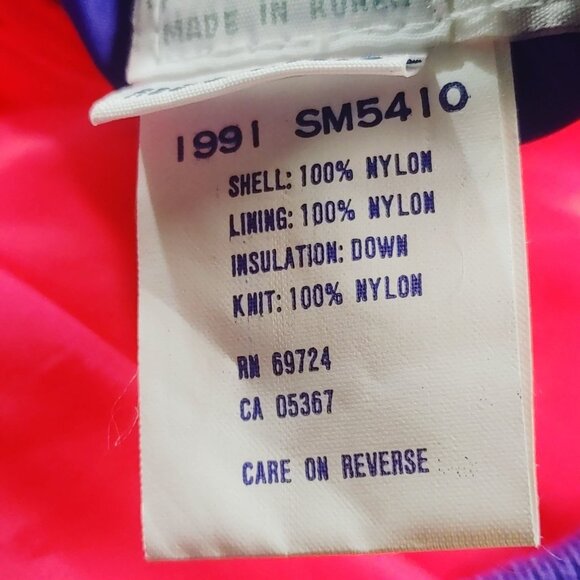 MADE IN KOREA
1991 SM5410
SHELL: 100% NYLON
LINING: 100% NYLON
INSULATION: DOWN
KNIT: 100% NYLON
RN 69724
CA 05367
CARE ON REVERSE